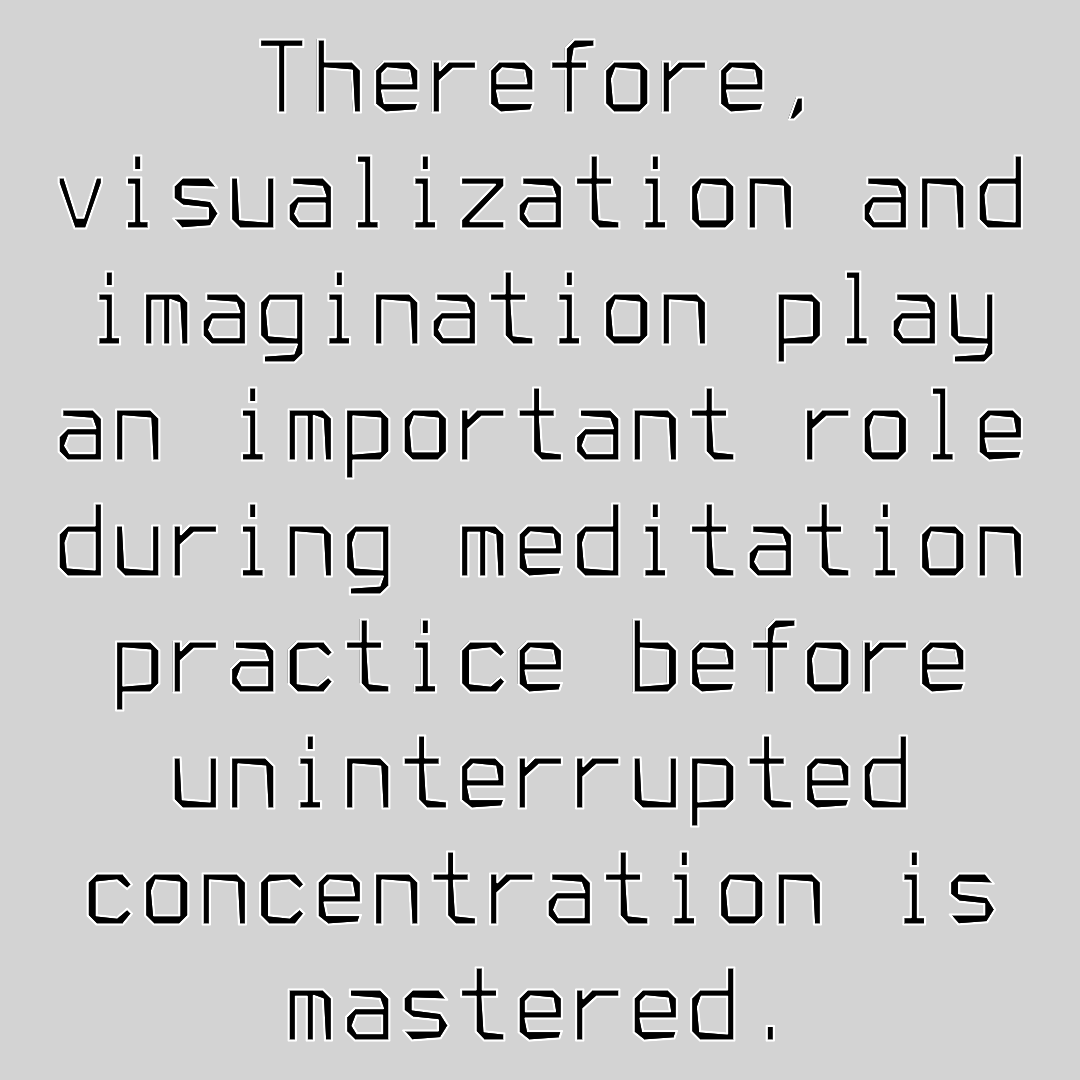 Therefore,
visualization and
imagination play
an important role
during meditation
practice before
uninterrupted
concentration is
mastered.